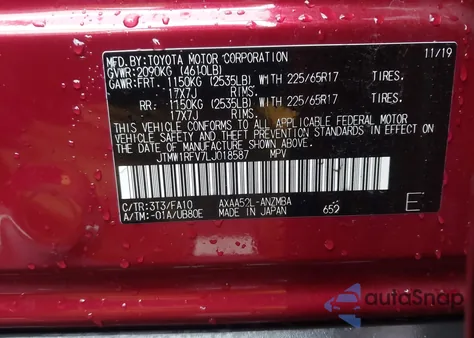 MFD.BY:TOYOTA MOTOR CORPORATION 11/19
GVWR:2090KG (4610LB)
GAWR:FRT. 1150KG (2535LB) WITH 225/65R17 TIRES.
17X7J RIMS.
RR: 1150KG (2535LB) WITH 225/65R17 TIRES.
17X7J RIMS.
THIS VEHICLE CONFORMS TO ALL APPLICABLE FEDERAL MOTOR
VEHICLE SAFETY, BUMPER, AND THEFT PREVENTION STANDARDS IN
EFFECT ON THE DATE OF MANUFACTURE SHOWN ABOVE.
JTMW1RFV7LJ018587 MPV
C/TR:3T3/FA10 AXAA52L-ANZMBA
A/TM:-01A/UB80E MADE IN JAPAN 655 E
autoSnap